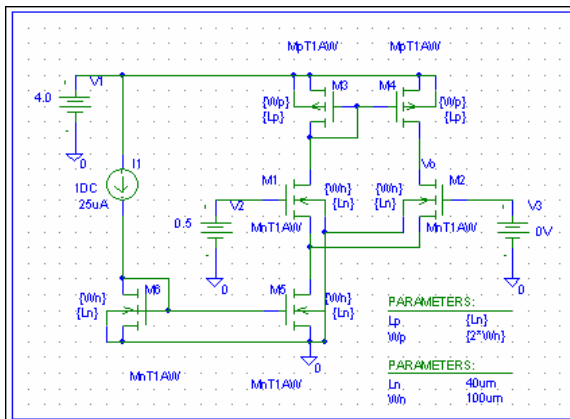 MpT1AW MpT1AW
V1 M3 M4
4.0 {Wp} {Wp}
{Lp} {Lp}
0 I1
1DC
25uA
M1 {Wn} Vo
V2 {Ln} {Wn} M2
{Ln} V3
0.5 MnT1AW MnT1AW 0V
0 0
{Wn} M6 M5 {Wn}
{Ln} {Ln}
0
MnT1AW MnT1AW
PARAMETERS:
Lp {Ln}
Wp {2*Wn}
PARAMETERS:
Ln 40um
Wn 100um